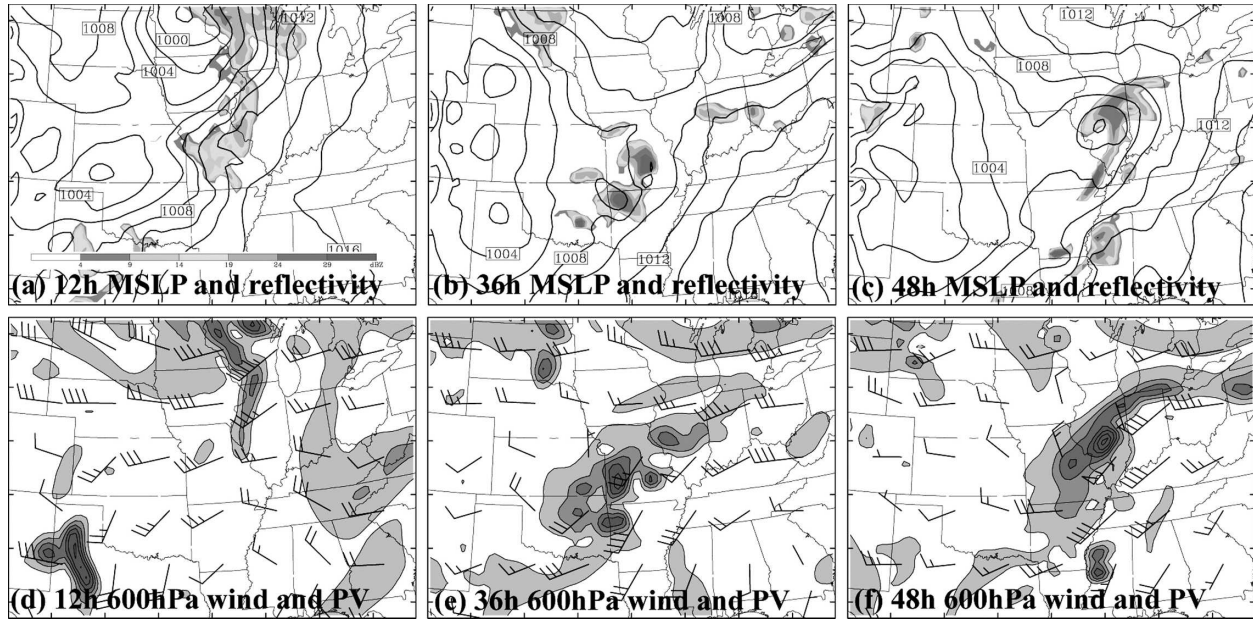 1008
1000
1012
1004
1004
1008
1016
4 9 14 19 24 29 dBZ
(a) 12h MSLP and reflectivity
1008
1008
1004
1008
1012
(b) 36h MSLP and reflectivity
1012
1008
1012
1004
1008
(c) 48h MSLP and reflectivity
(d) 12h 600hPa wind and PV
(e) 36h 600hPa wind and PV
(f) 48h 600hPa wind and PV